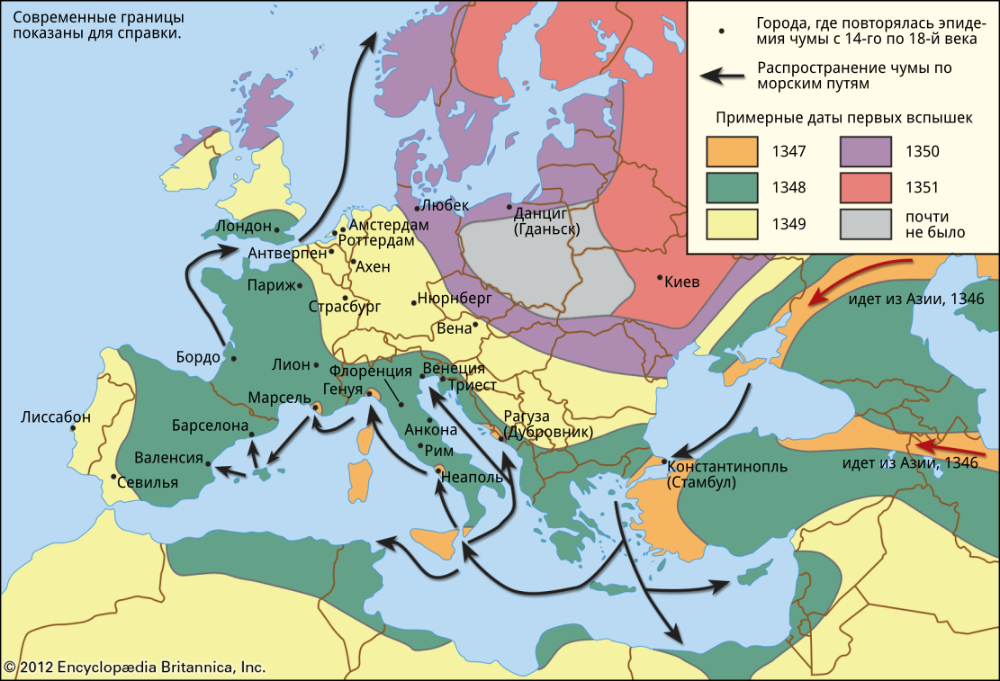 Современные границы
показаны для справки.
Города, где повторялась эпиде-
мия чумы с 14-го по 18-й века
Распространение чумы по
морским путям
Примерные даты первых вспышек
1347
1350
1348
1351
1349
почти
не было
Любек
Данциг
(Гданьск)
Лондон
Амстердам
Роттердам
Антверпен
Ахен
Париж
Киев
Страсбург
Нюрнберг
идет из Азии, 1346
Вена
Бордо
Лион
Флоренция
Венеция
Генуя
Триест
Марсель
Лиссабон
Барселона
Анкона
Рагуза
(Дубровник)
Рим
Валенсия
Севилья
Неаполь
Константинопль
(Стамбул)
идет из Азии, 1346
© 2012 Encyclopædia Britannica, Inc.